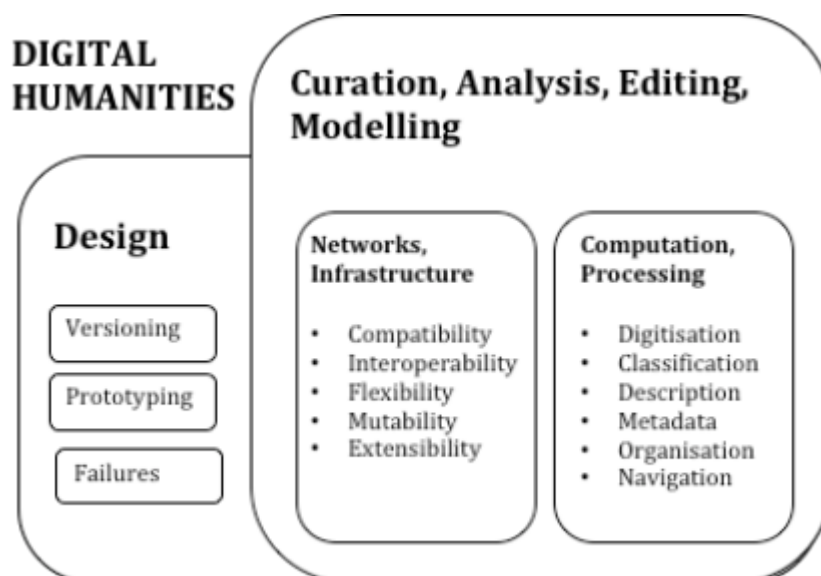 DIGITAL
HUMANITIES
Curation, Analysis, Editing,
Modelling
Design
Versioning
Prototyping
Failures
Networks,
Infrastructure
• Compatibility
• Interoperability
• Flexibility
• Mutability
• Extensibility
Computation,
Processing
• Digitisation
• Classification
• Description
• Metadata
• Organisation
• Navigation